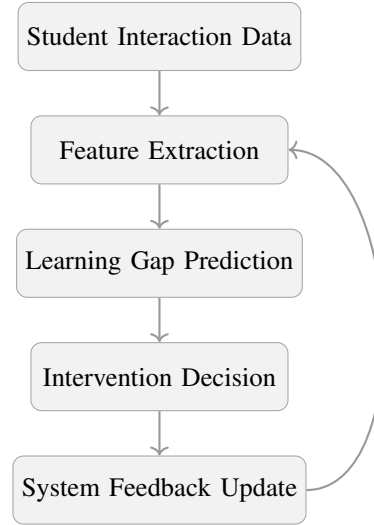 Student Interaction Data
Feature Extraction
Learning Gap Prediction
Intervention Decision
System Feedback Update